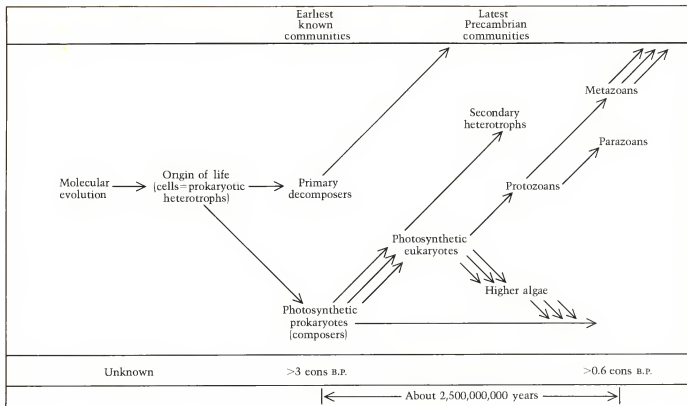 Earliest
known
communities
Latest
Precambrian
communities
Metazoans
Secondary
heterotrophs
Parazoans
Molecular
evolution
Origin of life
(cells=prokaryotic
heterotrophs)
Primary
decomposers
Protozoans
Photosynthetic
eukaryotes
Higher algae
Photosynthetic
prokaryotes
(composers)
Unknown
>3 eons B.P.
>0.6 eons B.P.
About 2,500,000,000 years